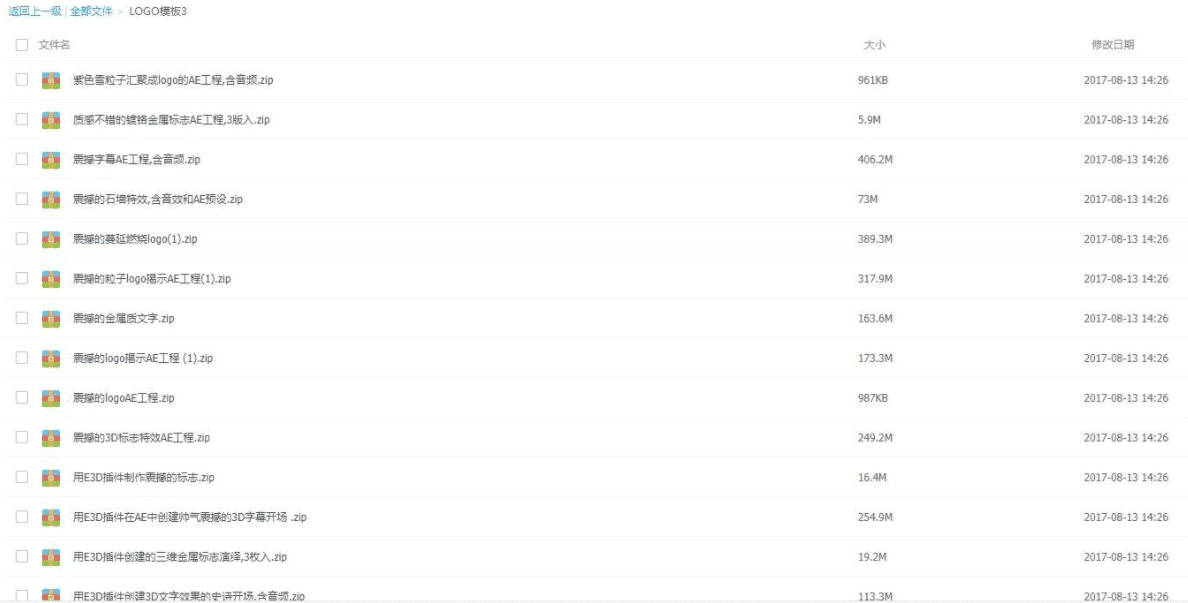 返回上一级 | 全部文件 > LOGO模板3
文件名 大小 修改日期
紫色雪粒子汇聚成logo的AE工程,含音频.zip 961KB 2017-08-13 14:26
质感不错的镀铬金属标志AE工程,3版入.zip 5.9M 2017-08-13 14:26
震撼字幕AE工程,含音频.zip 406.2M 2017-08-13 14:26
震撼的石墙特效,含音效和AE预设.zip 73M 2017-08-13 14:26
震撼的蔓延燃烧logo(1).zip 389.3M 2017-08-13 14:26
震撼的粒子logo揭示AE工程(1).zip 317.9M 2017-08-13 14:26
震撼的金属质文字.zip 163.6M 2017-08-13 14:26
震撼的logo揭示AE工程 (1).zip 173.3M 2017-08-13 14:26
震撼的logoAE工程.zip 987KB 2017-08-13 14:26
震撼的3D标志特效AE工程.zip 249.2M 2017-08-13 14:26
用E3D插件制作震撼的标志.zip 16.4M 2017-08-13 14:26
用E3D插件在AE中创建帅气震撼的3D字幕开场 .zip 254.9M 2017-08-13 14:26
用E3D插件创建的三维金属标志演绎,3枚入.zip 19.2M 2017-08-13 14:26
用E3D插件创建3D文字效果的史诗开场,含音频.zip 113.3M 2017-08-13 14:26